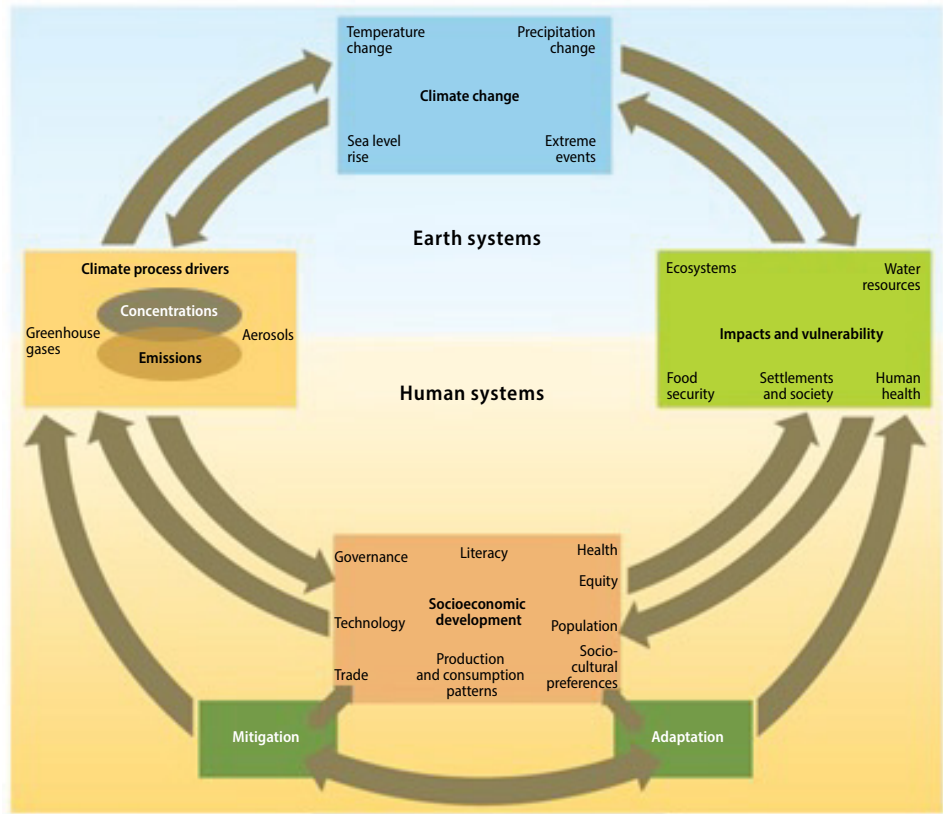 Temperature
change
Precipitation
change
Climate change
Sea level
rise
Extreme
events
Earth systems
Climate process drivers
Concentrations
Greenhouse
gases
Aerosols
Emissions
Ecosystems
Water
resources
Impacts and vulnerability
Food
security
Settlements
and society
Human
health
Human systems
Governance
Literacy
Health
Equity
Socioeconomic
development
Technology
Population
Trade
Production
and consumption
patterns
Socio-
cultural
preferences
Mitigation
Adaptation